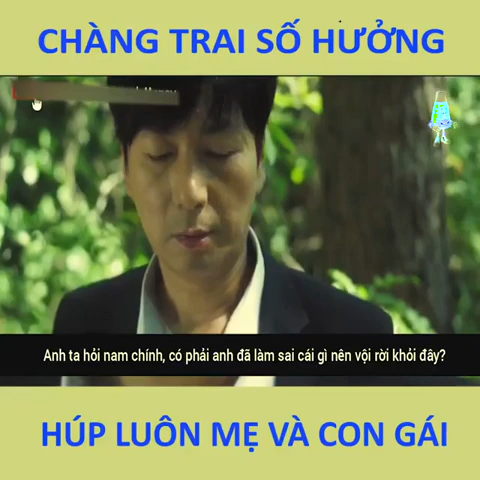 CHÀNG TRAI SỐ HƯỞNG
Anh ta hỏi nam chính, có phải anh đã làm sai cái gì nên vội rời khỏi đây?
HÚP LUÔN MẸ VÀ CON GÁI